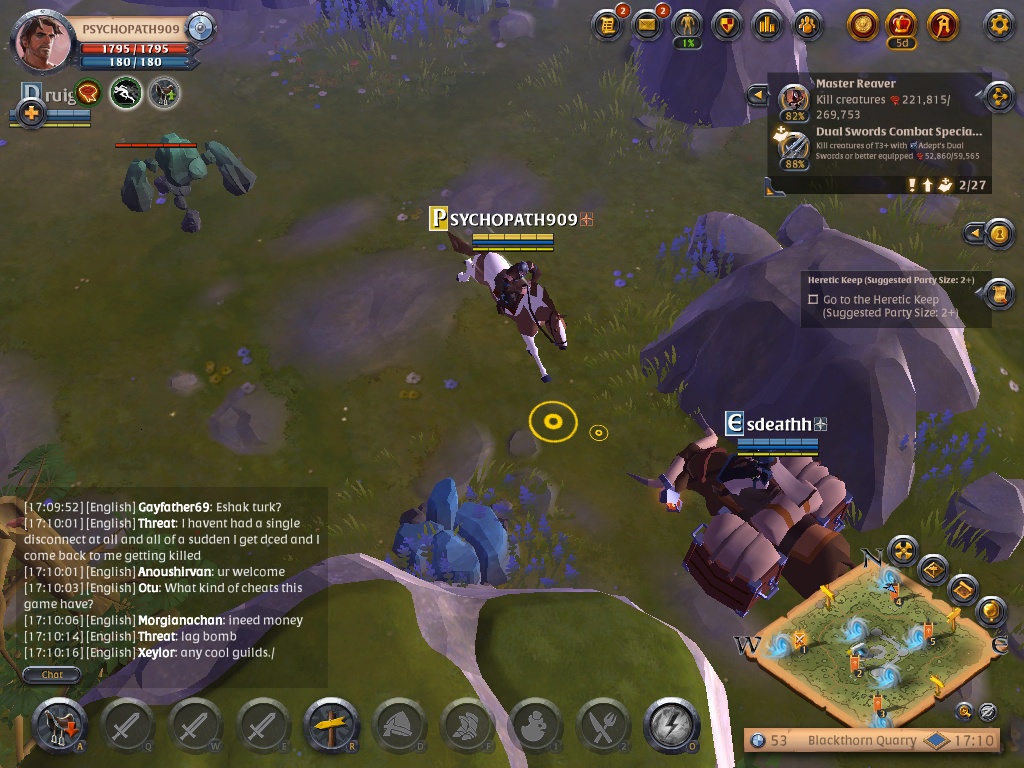 PSYCHOPATH909
1795 / 1795
180 / 180
Druig
2
2
1%
5d
Master Reaver
Kill creatures 221,815/
269,753
82%
Dual Swords Combat Specia...
Kill creatures of T3+ with Adept's Dual
Swords or better equipped 52,860/59,565
88%
2/27
PSYCHOPATH909
Heretic Keep (Suggested Party Size: 2+)
Go to the Heretic Keep
(Suggested Party Size: 2+)
Esdeathh
[17:09:52][English] Gayfather69: Eshak turk?
[17:10:01][English] Threat: I havent had a single
disconnect at all and all of a sudden I get dced and I
come back to me getting killed
[17:10:01][English] Anoushirvan: ur welcome
[17:10:03][English] Otu: What kind of cheats this
game have?
[17:10:06][English] Morgianachan: ineed money
[17:10:14][English] Threat: lag bomb
[17:10:16][English] Xeylor: any cool guilds./
Chat
N
W
E
4
1
5
2
3
A
Q
W
E
R
D
F
1
2
O
53
Blackthorn Quarry
17:10